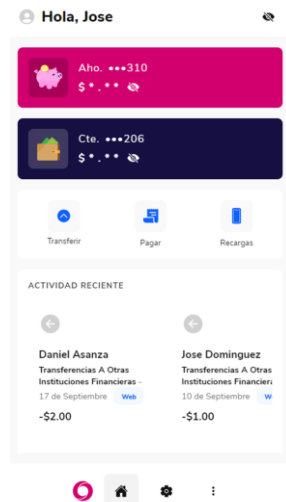 Hola, Jose
Aho. •••310
$ * . * *
Cte. •••206
$ * . * *
Transferir
Pagar
Recargas
ACTIVIDAD RECIENTE
Daniel Asanza
Transferencias A Otras
Instituciones Financieras -
17 de Septiembre Web
-$2.00
Jose Dominguez
Transferencias A Otras
Instituciones Financiera
10 de Septiembre W
-$1.00